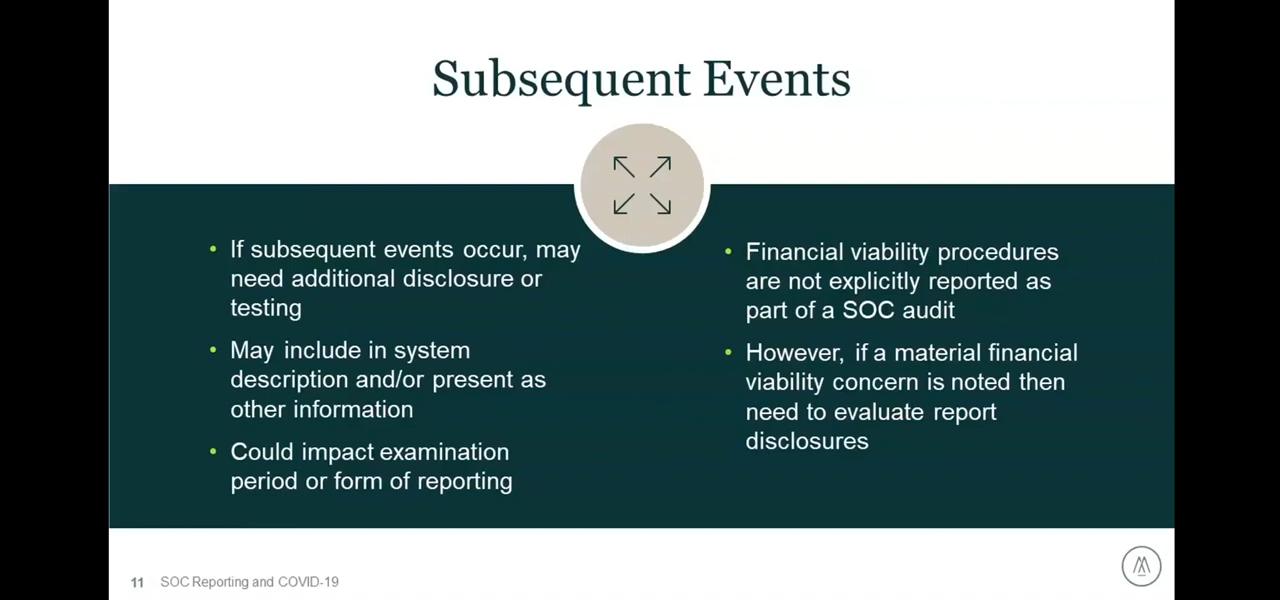 Subsequent Events
• If subsequent events occur, may
need additional disclosure or
testing
• May include in system
description and/or present as
other information
• Could impact examination
period or form of reporting
• Financial viability procedures
are not explicitly reported as
part of a SOC audit
• However, if a material financial
viability concern is noted then
need to evaluate report
disclosures
11 SOC Reporting and COVID-19